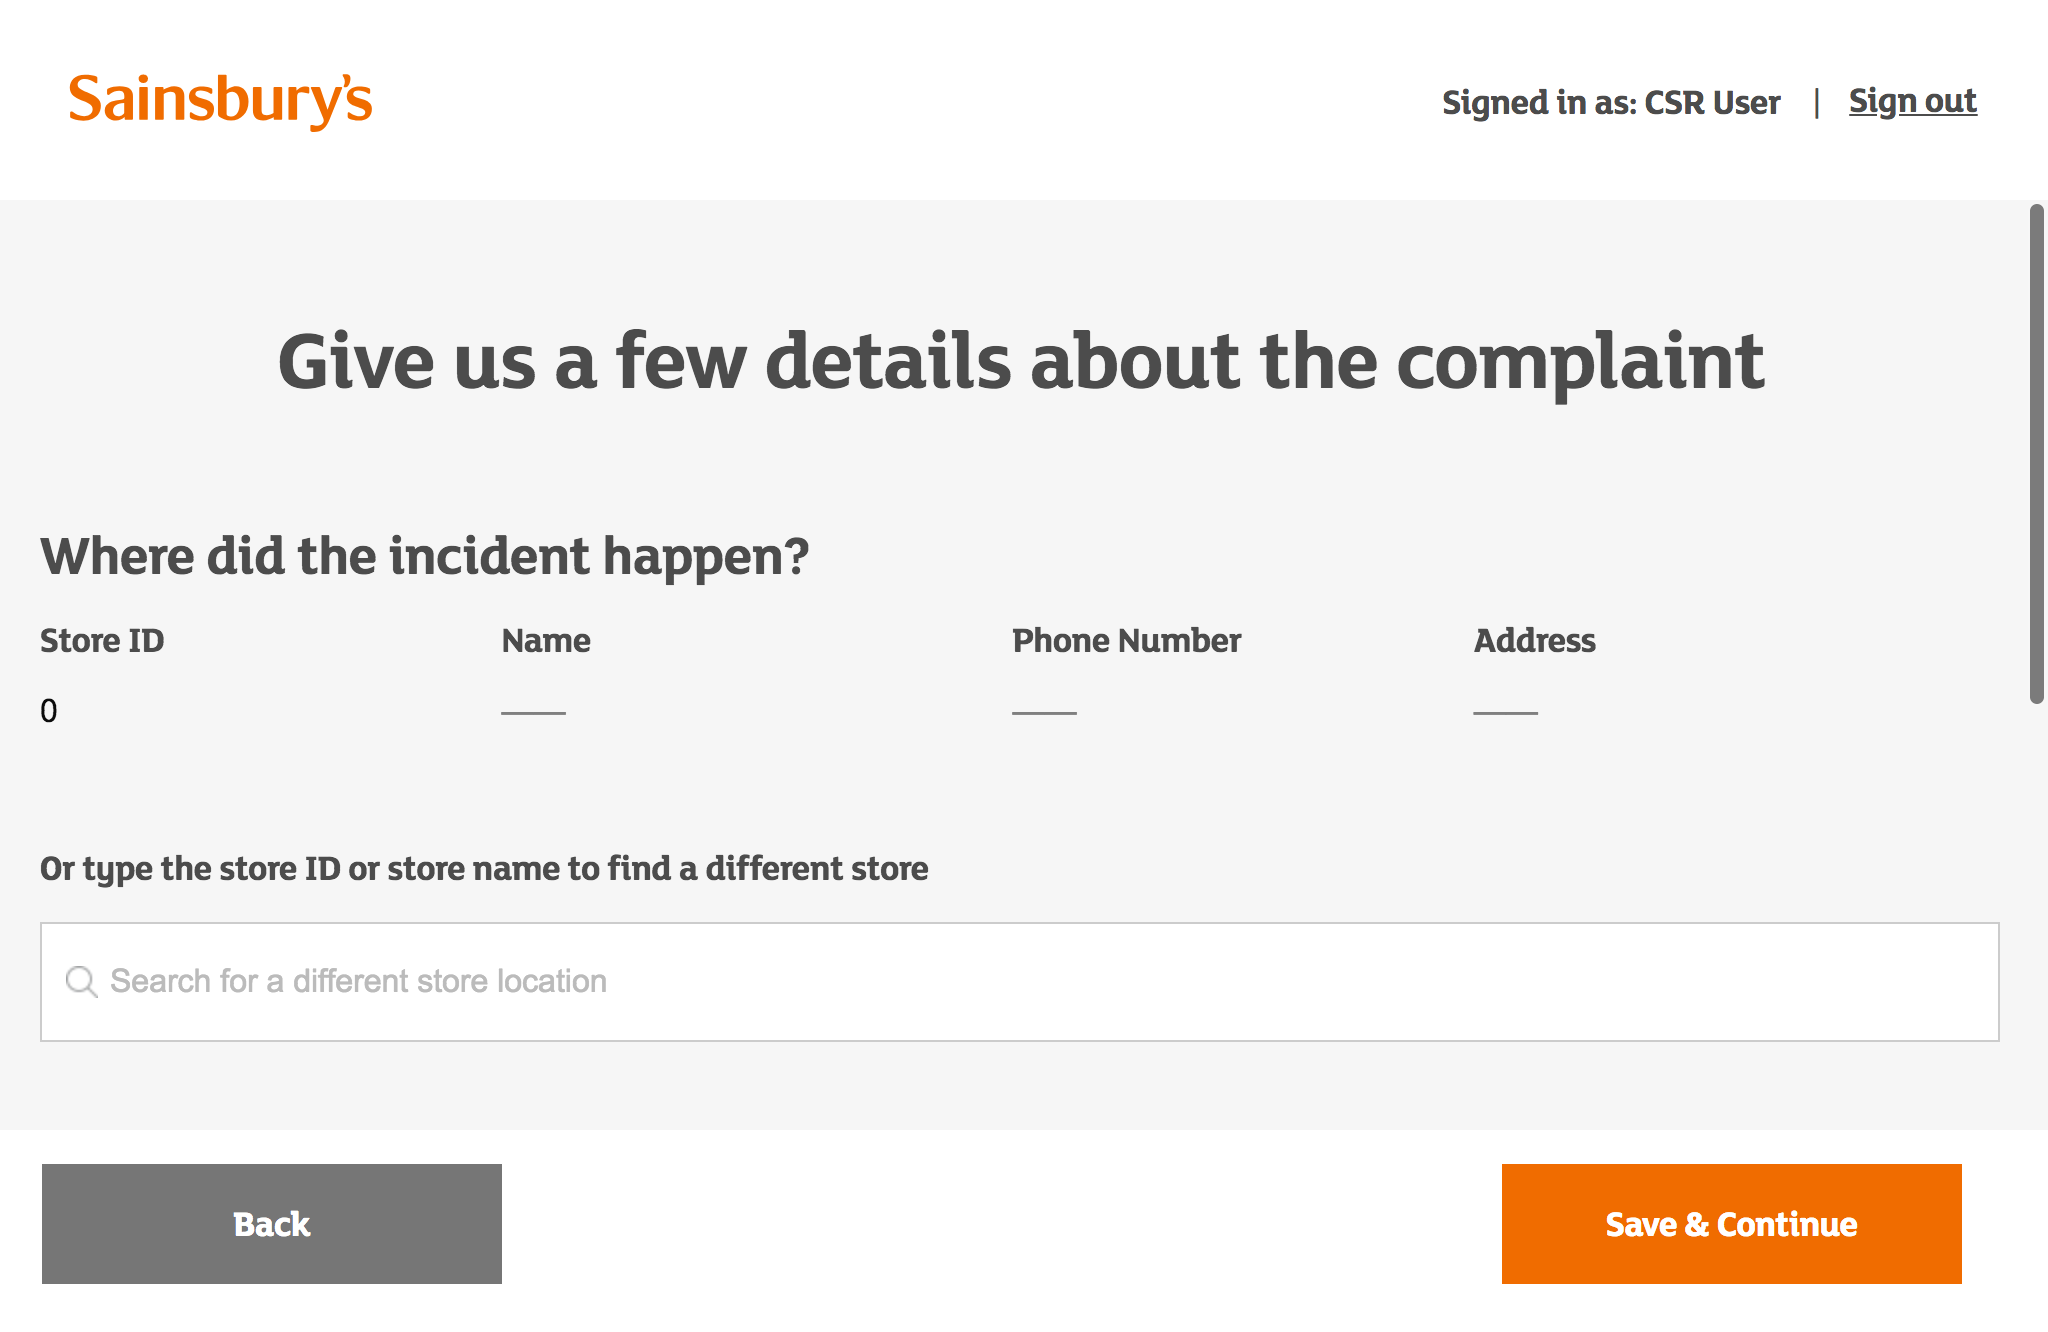 Sainsbury's
Signed in as: CSR User | Sign out
Give us a few details about the complaint
Where did the incident happen?
Store ID Name Phone Number Address
0
Or type the store ID or store name to find a different store
Search for a different store location
Back Save & Continue